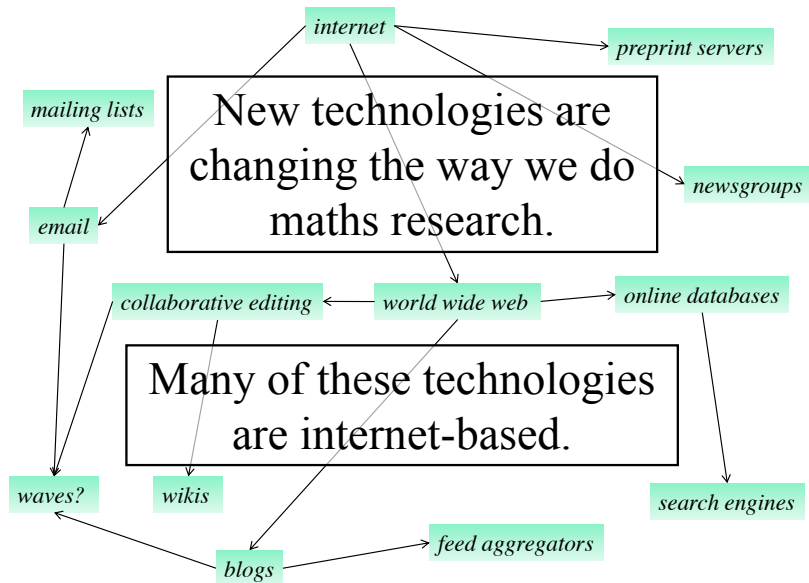 internet
preprint servers
mailing lists
New technologies are
changing the way we do
maths research.
newsgroups
email
collaborative editing
world wide web
online databases
Many of these technologies
are internet-based.
waves?
wikis
search engines
feed aggregators
blogs